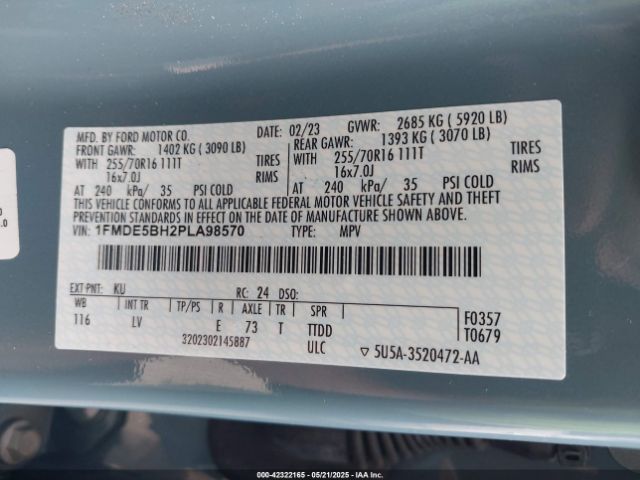 MFD. BY FORD MOTOR CO. DATE: 02/23 GVWR: 2685 KG ( 5920 LB)
FRONT GAWR: 1402 KG ( 3090 LB) REAR GAWR: 1393 KG ( 3070 LB)
WITH 255/70R16 111T TIRES WITH 255/70R16 111T TIRES
16x7.0J RIMS 16x7.0J RIMS
AT 240 kPa/ 35 PSI COLD AT 240 kPa/ 35 PSI COLD
THIS VEHICLE CONFORMS TO ALL APPLICABLE FEDERAL MOTOR VEHICLE SAFETY AND THEFT
PREVENTION STANDARDS IN EFFECT ON THE DATE OF MANUFACTURE SHOWN ABOVE.
VIN: 1FMDE5BH2PLA98570 TYPE: MPV
EXT PNT: KU RC: 24 DSO:
WB INT TR TP/PS R AXLE TR SPR F0357
116 LV E 73 T TTDD T0679
3202302145887 ULC ▽ 5U5A-3520472-AA
000-42322165 - 05/21/2025 - IAA Inc.